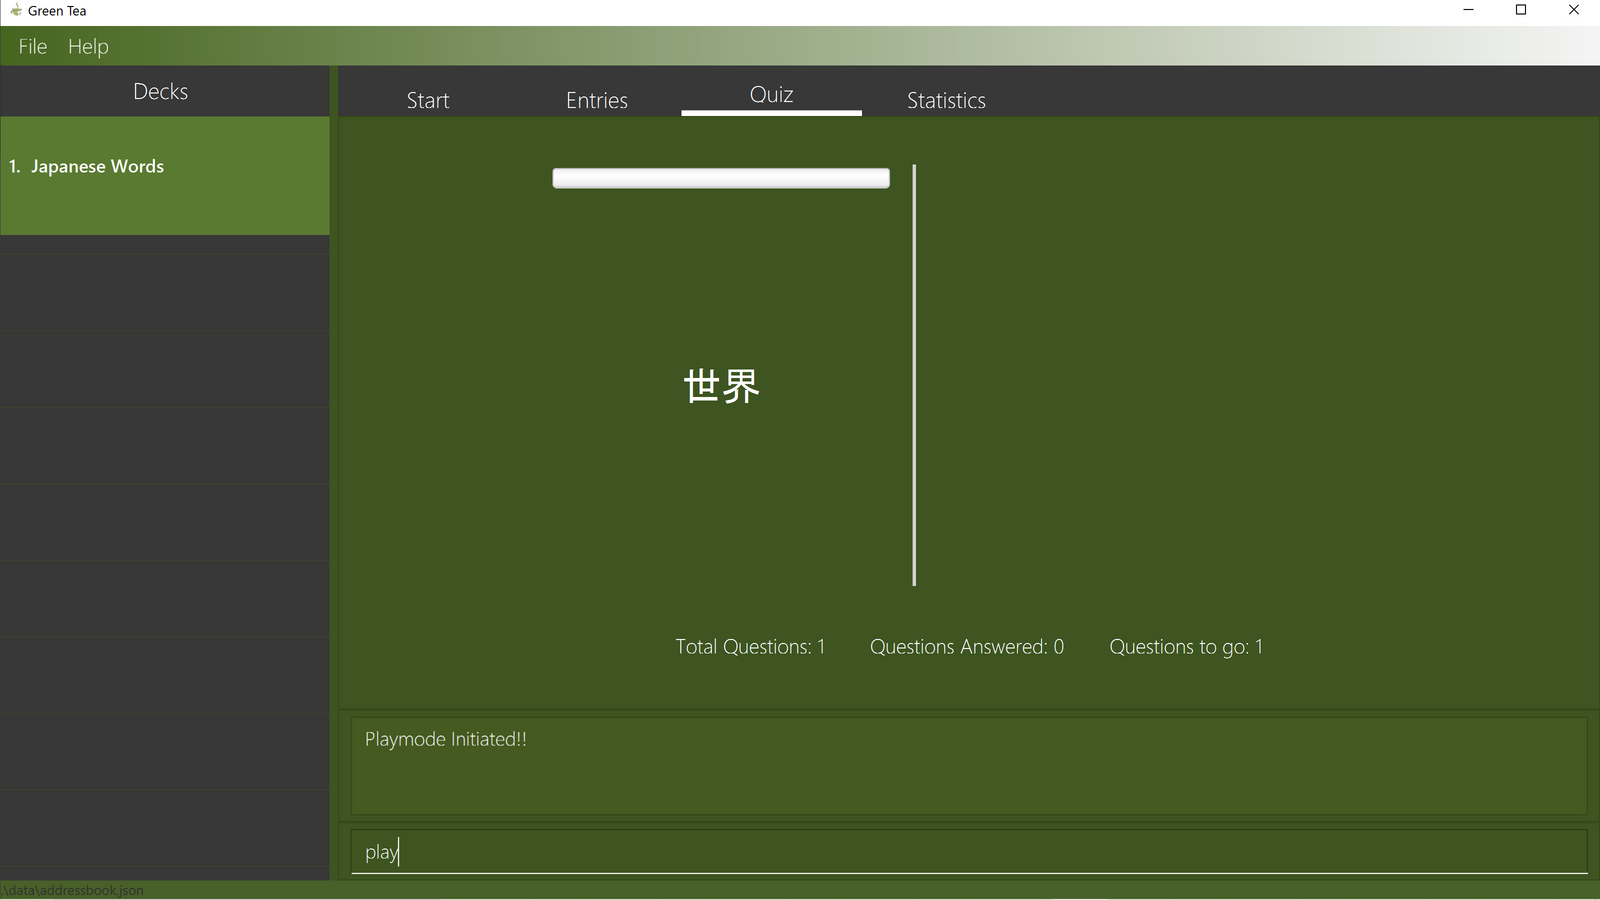 Green Tea
File Help
Decks
Start Entries Quiz Statistics
1. Japanese Words
世界
Total Questions: 1 Questions Answered: 0 Questions to go: 1
Playmode Initiated!!
play
.\data\addressbook.json